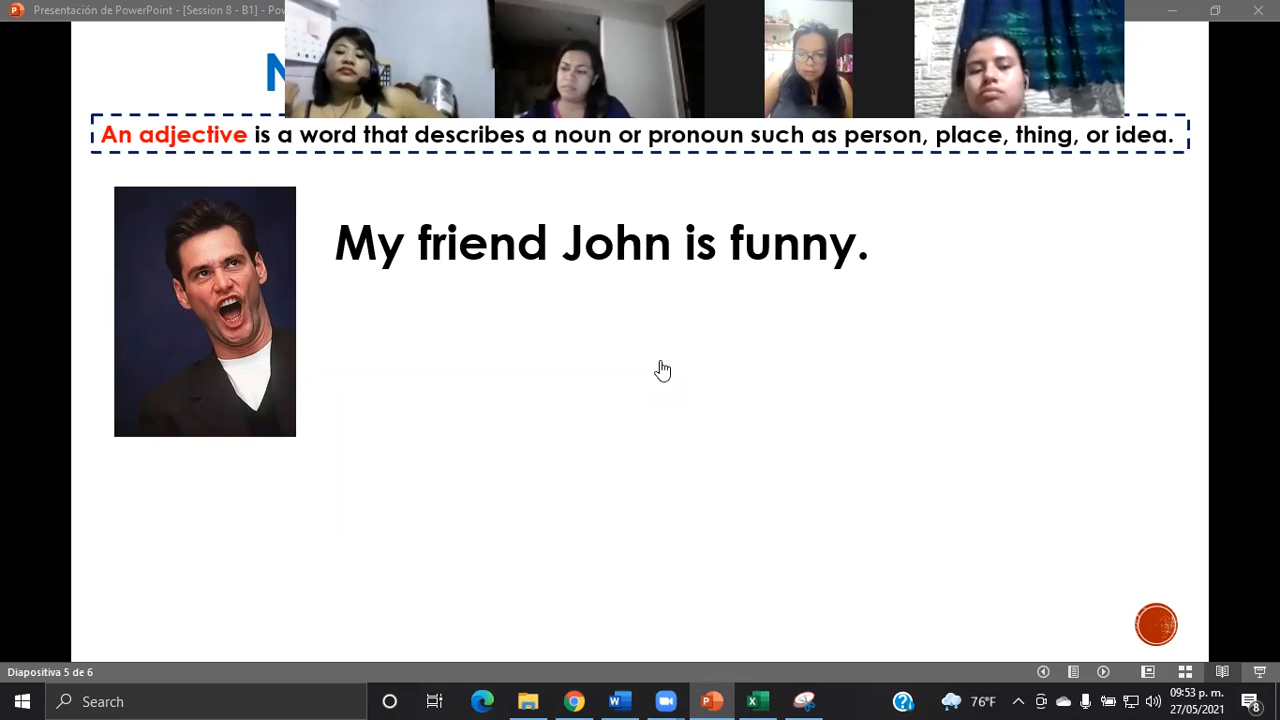 Presentación de PowerPoint - [Session 8 - B1] - Pow
N
An adjective is a word that describes a noun or pronoun such as person, place, thing, or idea.
My friend John is funny.
Diapositiva 5 de 6
Search
76°F
09:53 p. m.
27/05/2021
8